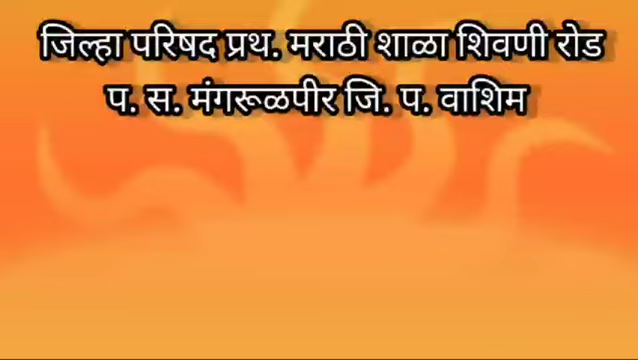 जिल्हा परिषद प्रथ. मराठी शाळा शिवणी रोड
प. स. मंगरूळपीर जि. प. वाशिम